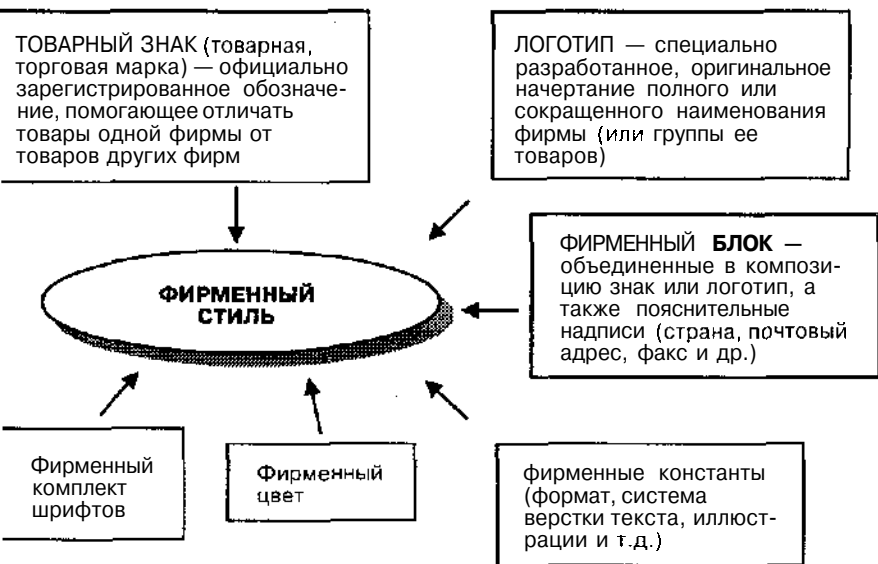 ТОВАРНЫЙ ЗНАК (товарная,
торговая марка) — официально
зарегистрированное обозначе-
ние, помогающее отличать
товары одной фирмы от
товаров других фирм
ЛОГОТИП — специально
разработанное, оригинальное
начертание полного или
сокращенного наименования
фирмы (или группы ее
товаров)
ФИРМЕННЫЙ БЛОК —
объединенные в компози-
цию знак или логотип, а
также пояснительные
надписи (страна, почтовый
адрес, факс и др.)
ФИРМЕННЫЙ
СТИЛЬ
Фирменный
комплект
шрифтов
Фирменный
цвет
фирменные константы
(формат, система
верстки текста, иллюст-
рации и т.д.)